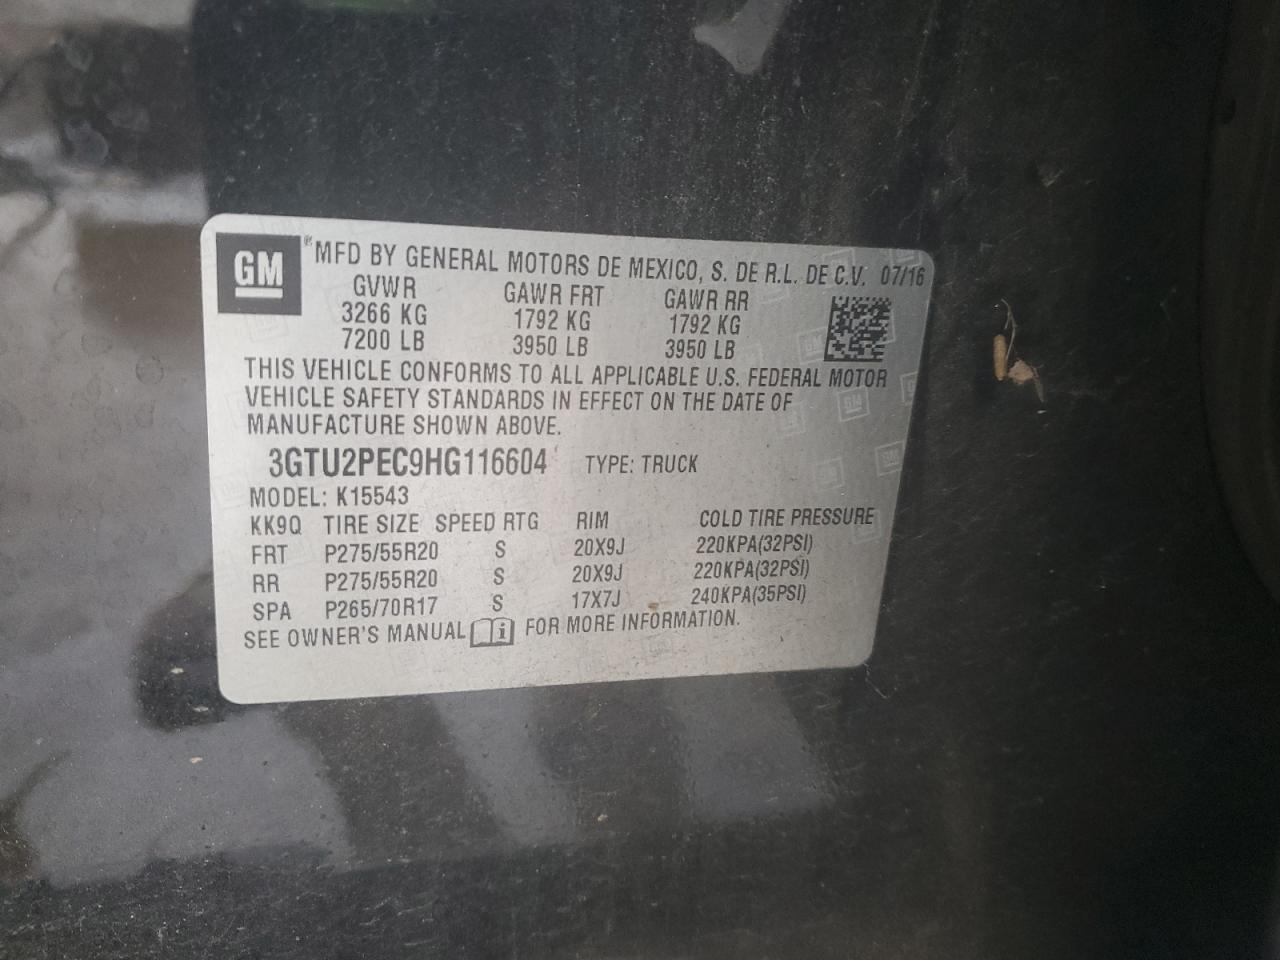 GM ® MFD BY GENERAL MOTORS DE MEXICO, S. DE R.L. DE C.V. 07/16
GVWR GAWR FRT GAWR RR
3266 KG 1792 KG 1792 KG
7200 LB 3950 LB 3950 LB
THIS VEHICLE CONFORMS TO ALL APPLICABLE U.S. FEDERAL MOTOR
VEHICLE SAFETY STANDARDS IN EFFECT ON THE DATE OF
MANUFACTURE SHOWN ABOVE.
3GTU2PEC9HG116604 TYPE: TRUCK
MODEL: K15543
KK9Q TIRE SIZE SPEED RTG RIM COLD TIRE PRESSURE
FRT P275/55R20 S 20X9J 220KPA(32PSI)
RR P275/55R20 S 20X9J 220KPA(32PSI)
SPA P265/70R17 S 17X7J 240KPA(35PSI)
SEE OWNER'S MANUAL i FOR MORE INFORMATION.